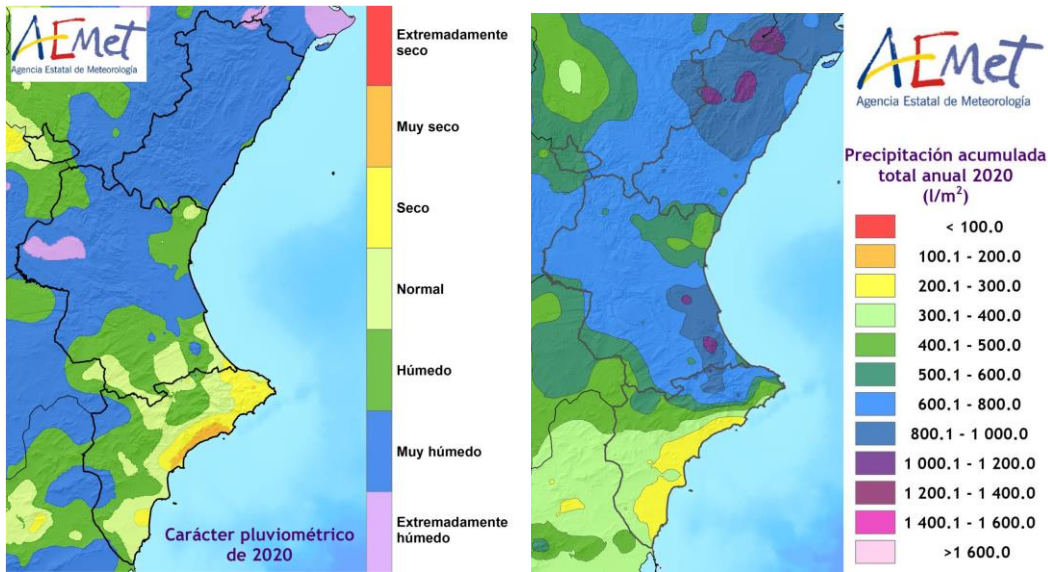 AEMet
Agencia Estatal de Meteorología
Extremadamente
seco
Muy seco
Seco
Normal
Húmedo
Muy húmedo
Extremadamente
húmedo
Carácter pluviométrico
de 2020
AEMet
Agencia Estatal de Meteorología
Precipitación acumulada
total anual 2020
(l/m²)
< 100.0
100.1 - 200.0
200.1 - 300.0
300.1 - 400.0
400.1 - 500.0
500.1 - 600.0
600.1 - 800.0
800.1 - 1 000.0
1 000.1 - 1 200.0
1 200.1 - 1 400.0
1 400.1 - 1 600.0
>1 600.0